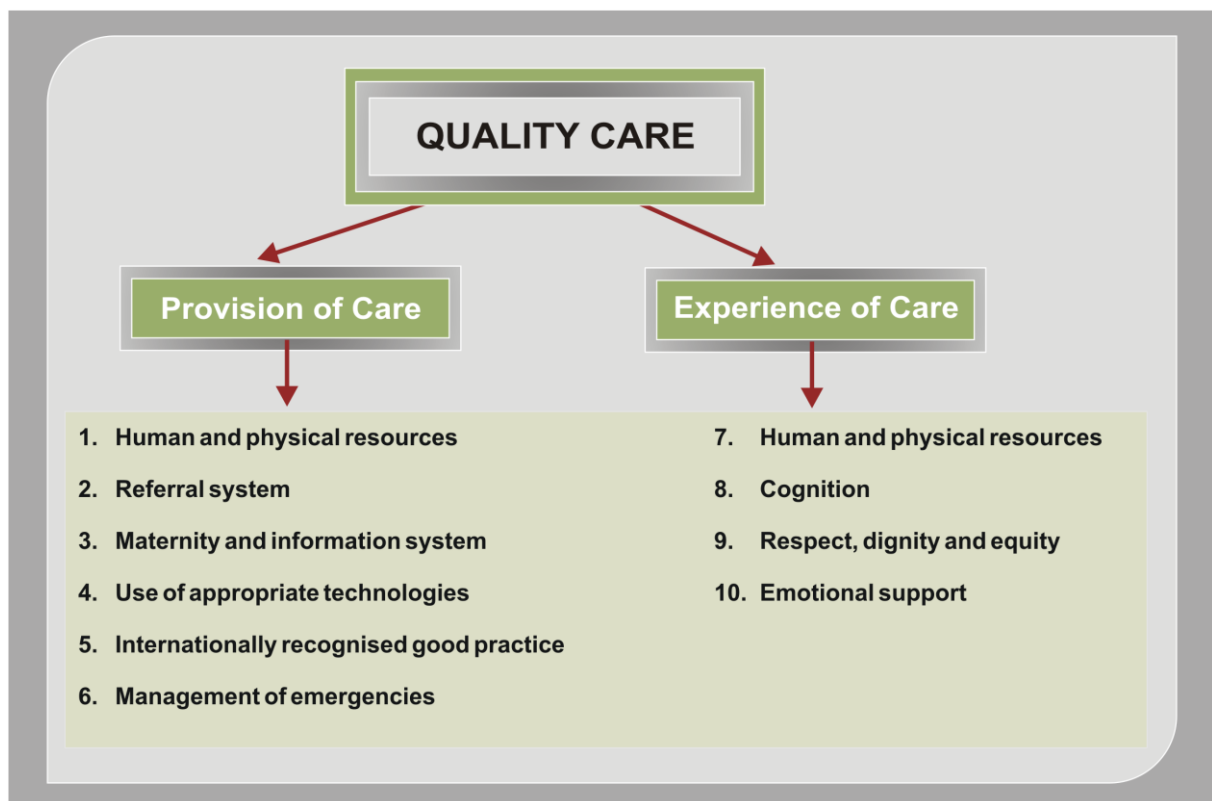 QUALITY CARE
Provision of Care
Experience of Care
1. Human and physical resources
2. Referral system
3. Maternity and information system
4. Use of appropriate technologies
5. Internationally recognised good practice
6. Management of emergencies
7. Human and physical resources
8. Cognition
9. Respect, dignity and equity
10. Emotional support